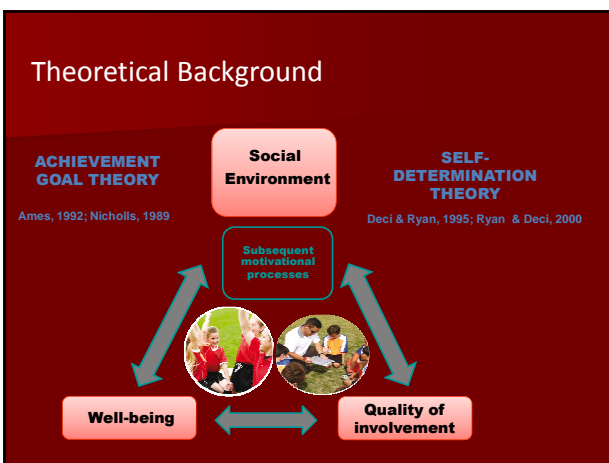 Theoretical Background
ACHIEVEMENT
GOAL THEORY
Ames, 1992; Nicholls, 1989
Social
Environment
SELF-
DETERMINATION
THEORY
Deci & Ryan, 1995; Ryan & Deci, 2000
Subsequent
motivational
processes
Well-being
Quality of
involvement